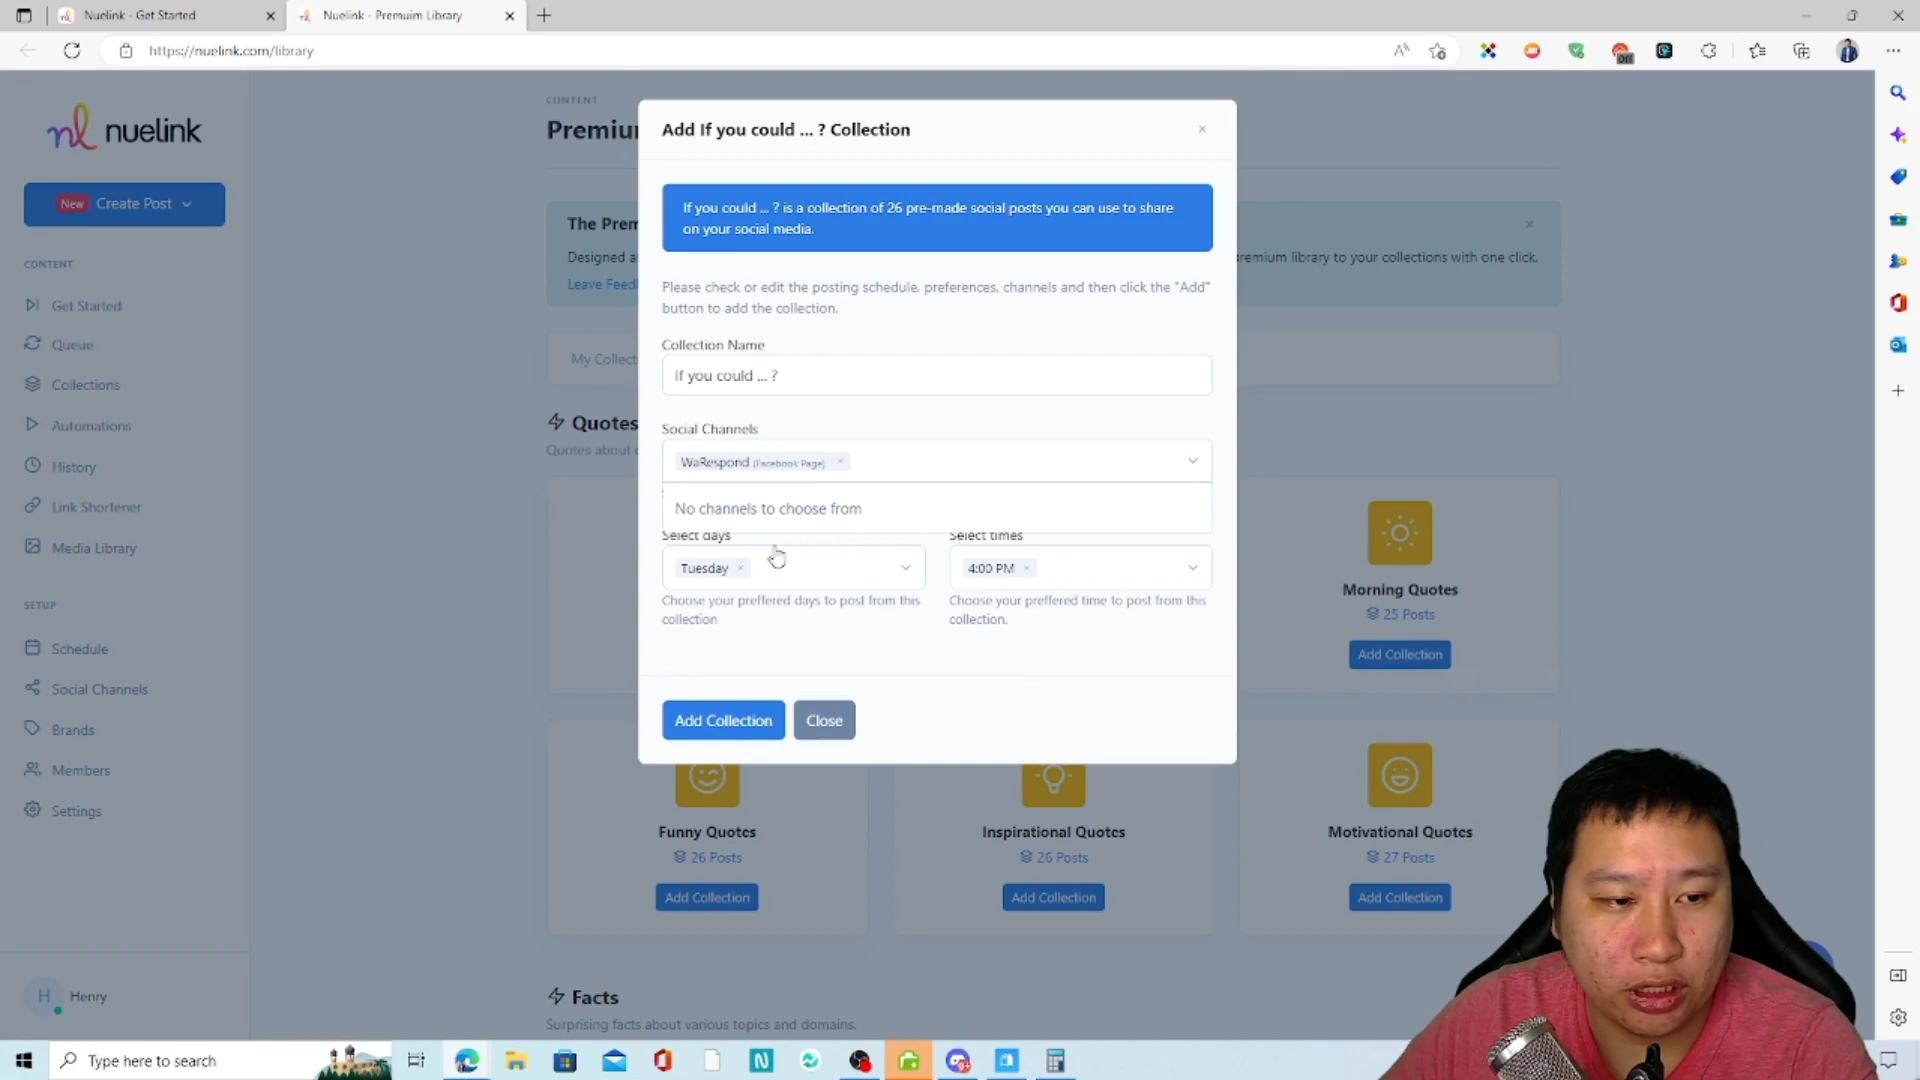 Nuelink - Get Started
Nuelink - Premuim Library
https://nuelink.com/library
nl nuelink
New Create Post
CONTENT
Get Started
Queue
Collections
Automations
History
Link Shortener
Media Library
SETUP
Schedule
Social Channels
Brands
Members
Settings
H Henry
CONTENT
Premiu
The Prem
Designed a
remium library to your collections with one click.
Leave Feed
My Collect
Quotes
Quotes about
Add If you could ... ? Collection
If you could ... ? is a collection of 26 pre-made social posts you can use to share
on your social media.
Please check or edit the posting schedule, preferences, channels and then click the "Add"
button to add the collection.
Collection Name
If you could ... ?
Social Channels
WaRespond (Facebook Page)
No channels to choose from
Select days
Select times
Tuesday
4:00 PM
Choose your preffered days to post from this
collection
Choose your preffered time to post from this
collection.
Add Collection
Close
Morning Quotes
25 Posts
Add Collection
Funny Quotes
26 Posts
Add Collection
Inspirational Quotes
26 Posts
Add Collection
Motivational Quotes
27 Posts
Add Collection
Facts
Surprising facts about various topics and domains.
Type here to search